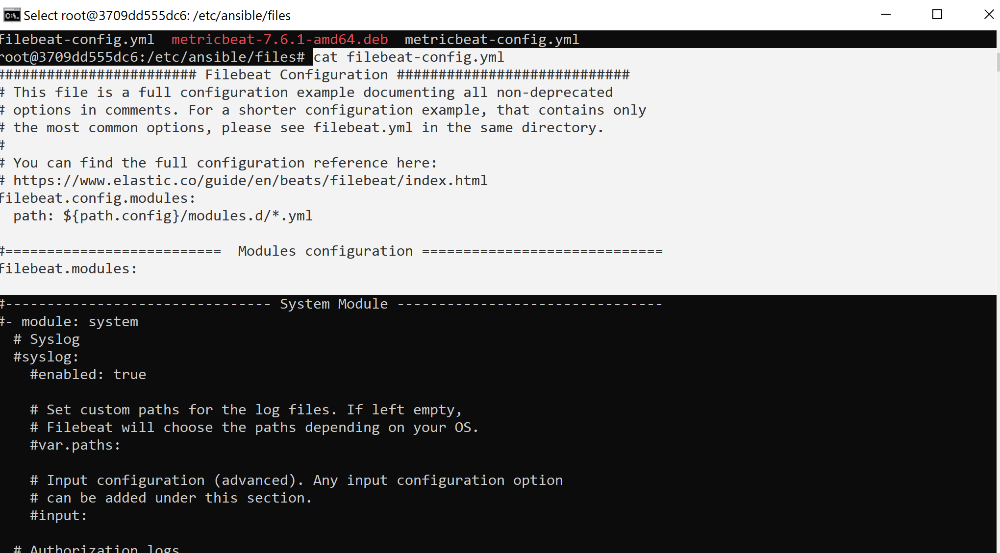 Select root@3709dd555dc6: /etc/ansible/files
filebeat-config.yml  metricbeat-7.6.1-amd64.deb  metricbeat-config.yml
root@3709dd555dc6:/etc/ansible/files# cat filebeat-config.yml
######################## Filebeat Configuration ############################
# This file is a full configuration example documenting all non-deprecated
# options in comments. For a shorter configuration example, that contains only
# the most common options, please see filebeat.yml in the same directory.
#
# You can find the full configuration reference here:
# https://www.elastic.co/guide/en/beats/filebeat/index.html
filebeat.config.modules:
  path: ${path.config}/modules.d/*.yml

#==========================  Modules configuration =============================
filebeat.modules:

#-------------------------------- System Module --------------------------------
#- module: system
  # Syslog
  #syslog:
    #enabled: true

    # Set custom paths for the log files. If left empty,
    # Filebeat will choose the paths depending on your OS.
    #var.paths:

    # Input configuration (advanced). Any input configuration option
    # can be added under this section.
    #input:

  # Authorization logs